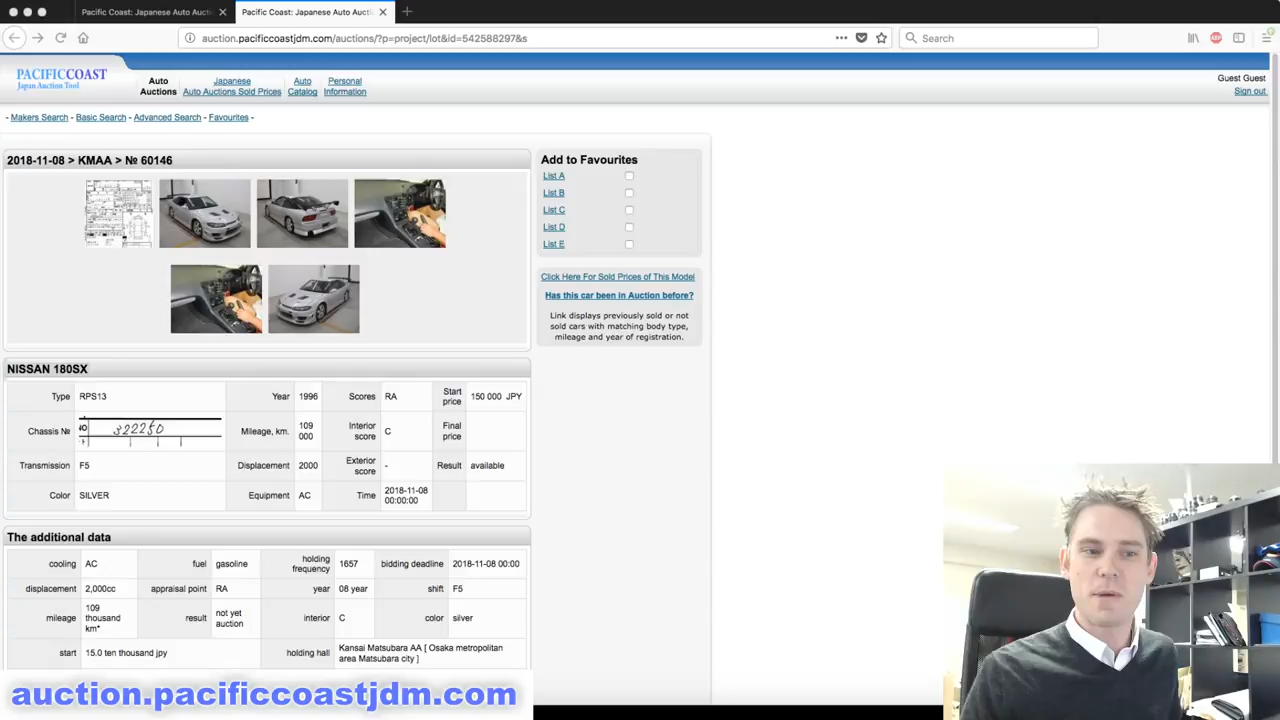 Pacific Coast: Japanese Auto Aucti
Pacific Coast: Japanese Auto Aucti
auction.pacificcoastjdm.com/auctions/?p=project/lot&id=542588297&s
Search
PACIFICCOAST
Japan Auction Tool
Auto Auctions
Japanese Auto Auctions Sold Prices
Auto Catalog
Personal Information
Guest Guest
Sign out
- Makers Search - Basic Search - Advanced Search - Favourites -
2018-11-08 > KMAA > № 60146
Add to Favourites
List A
List B
List C
List D
List E
Click Here For Sold Prices of This Model
Has this car been in Auction before?
Link displays previously sold or not
sold cars with matching body type,
mileage and year of registration.
NISSAN 180SX
Type RPS13 Year 1996 Scores RA Start price 150 000 JPY
Chassis № 322250 Mileage, km. 109 000 Interior score C Final price
Transmission F5 Displacement 2000 Exterior score - Result available
Color SILVER Equipment AC Time 2018-11-08 00:00:00
The additional data
cooling AC fuel gasoline holding frequency 1657 bidding deadline 2018-11-08 00:00
displacement 2,000cc appraisal point RA year 08 year shift F5
mileage 109 thousand km* result not yet auction interior C color silver
start 15.0 ten thousand jpy holding hall Kansai Matsubara AA [ Osaka metropolitan area Matsubara city ]
auction.pacificcoastjdm.com